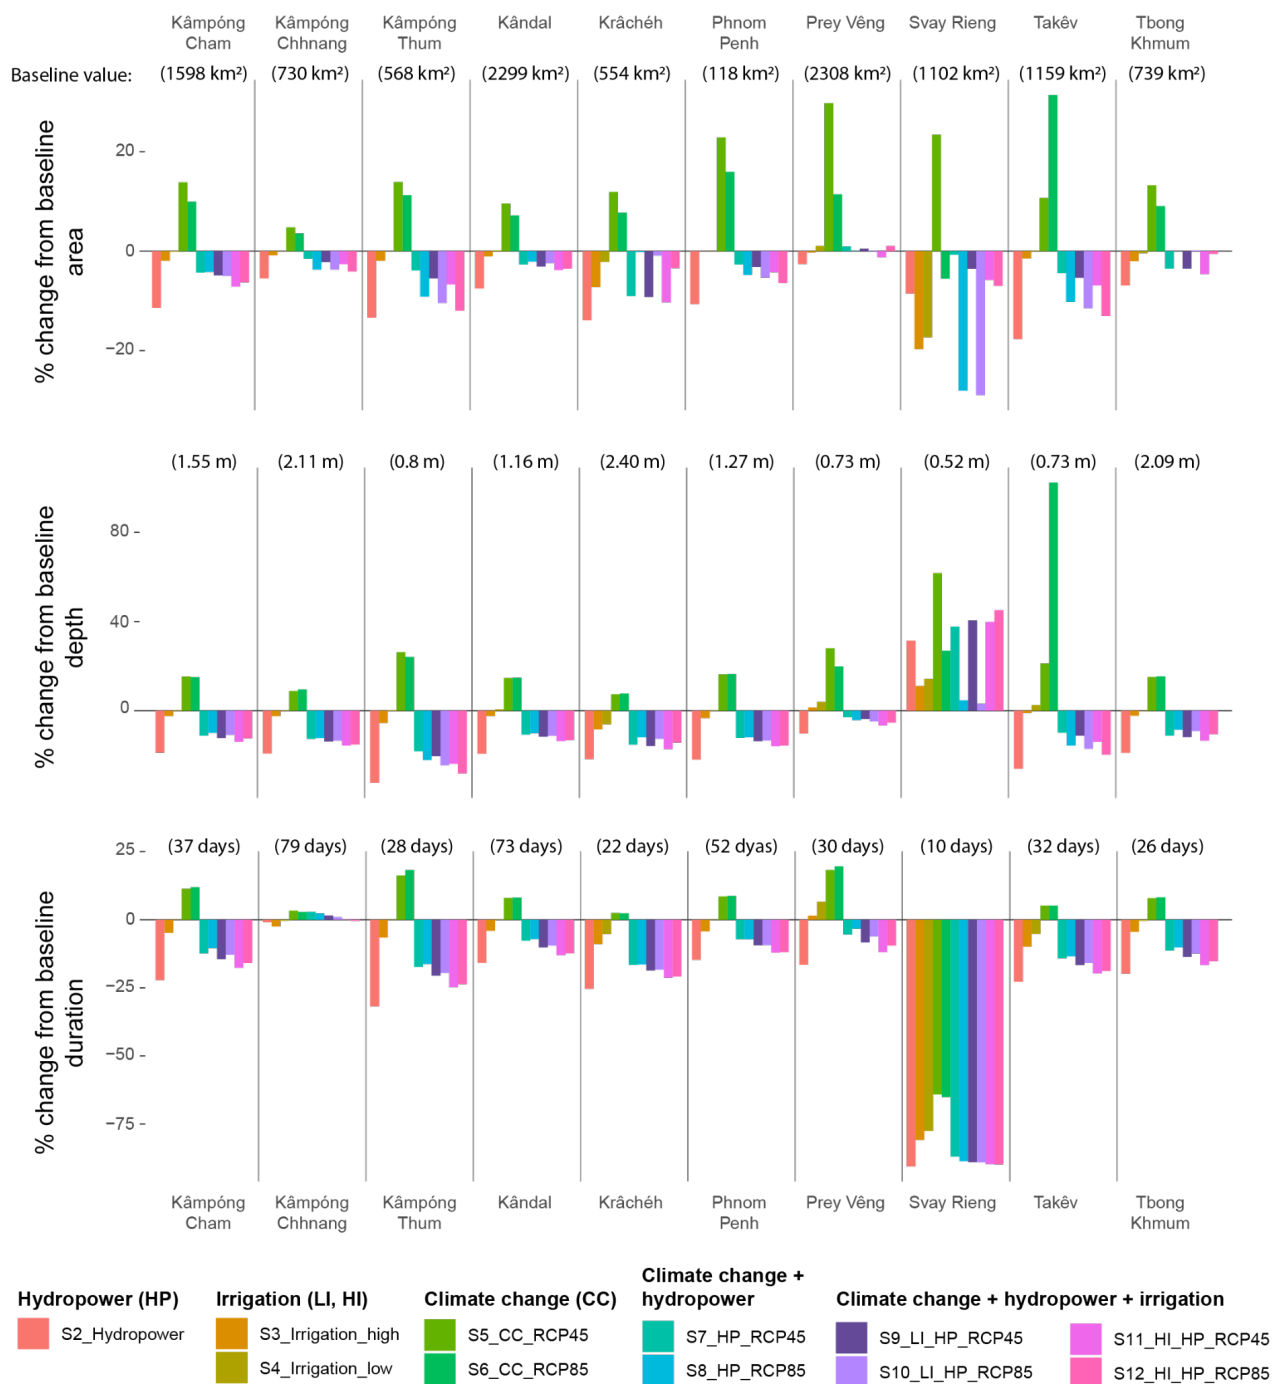 Kâmpóng Cham
Kâmpóng Chhnang
Kâmpóng Thum
Kândal
Krâchéh
Phnom Penh
Prey Vêng
Svay Rieng
Takêv
Tbong Khmum
Baseline value: (1598 km²) (730 km²) (568 km²) (2299 km²) (554 km²) (118 km²) (2308 km²) (1102 km²) (1159 km²) (739 km²)
% change from baseline
area
20
0
−20
(1.55 m) (2.11 m) (0.8 m) (1.16 m) (2.40 m) (1.27 m) (0.73 m) (0.52 m) (0.73 m) (2.09 m)
% change from baseline
depth
80
40
0
(37 days) (79 days) (28 days) (73 days) (22 days) (52 dyas) (30 days) (10 days) (32 days) (26 days)
% change from baseline
duration
25
0
−25
−50
−75
Kâmpóng Cham
Kâmpóng Chhnang
Kâmpóng Thum
Kândal
Krâchéh
Phnom Penh
Prey Vêng
Svay Rieng
Takêv
Tbong Khmum
Hydropower (HP)
S2_Hydropower
Irrigation (LI, HI)
S3_Irrigation_high
S4_Irrigation_low
Climate change (CC)
S5_CC_RCP45
S6_CC_RCP85
Climate change +
hydropower
S7_HP_RCP45
S8_HP_RCP85
Climate change + hydropower + irrigation
S9_LI_HP_RCP45
S10_LI_HP_RCP85
S11_HI_HP_RCP45
S12_HI_HP_RCP85